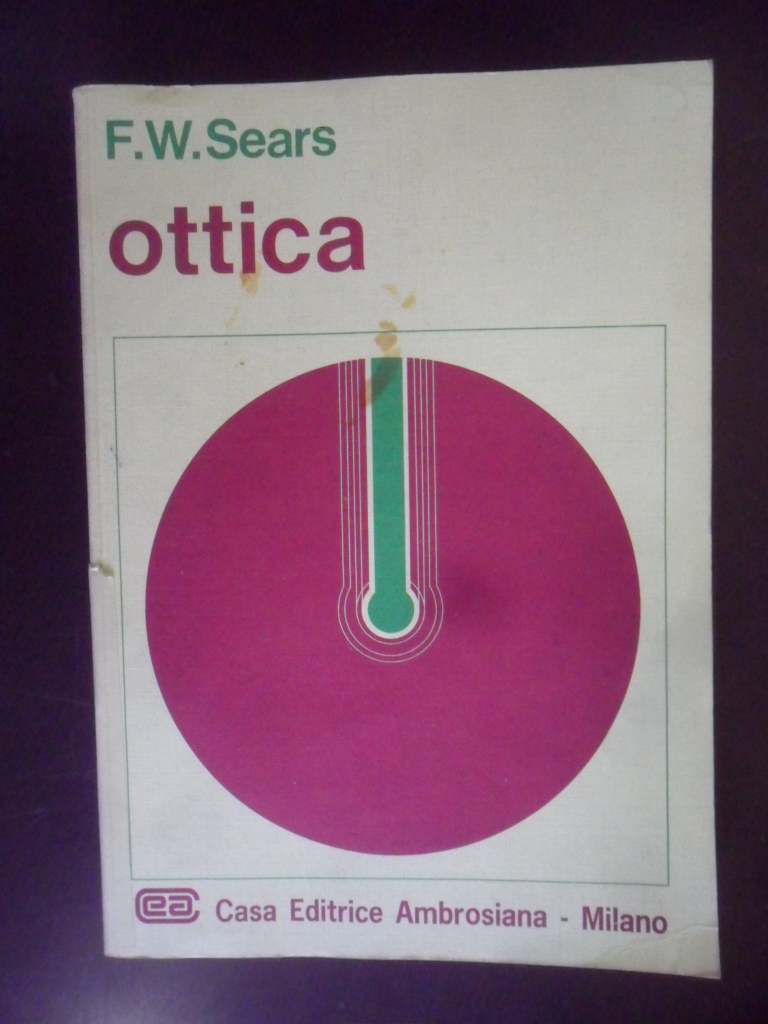 F.W.Sears
ottica
ea Casa Editrice Ambrosiana - Milano